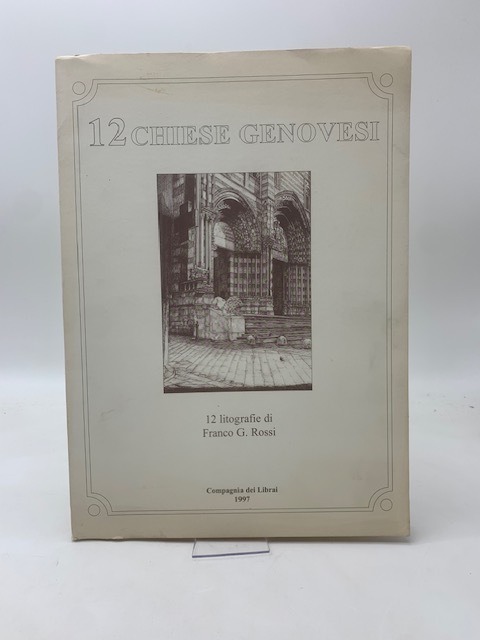 12 CHIESE GENOVESI
12 litografie di
Franco G. Rossi
Compagnia dei Librai
1997